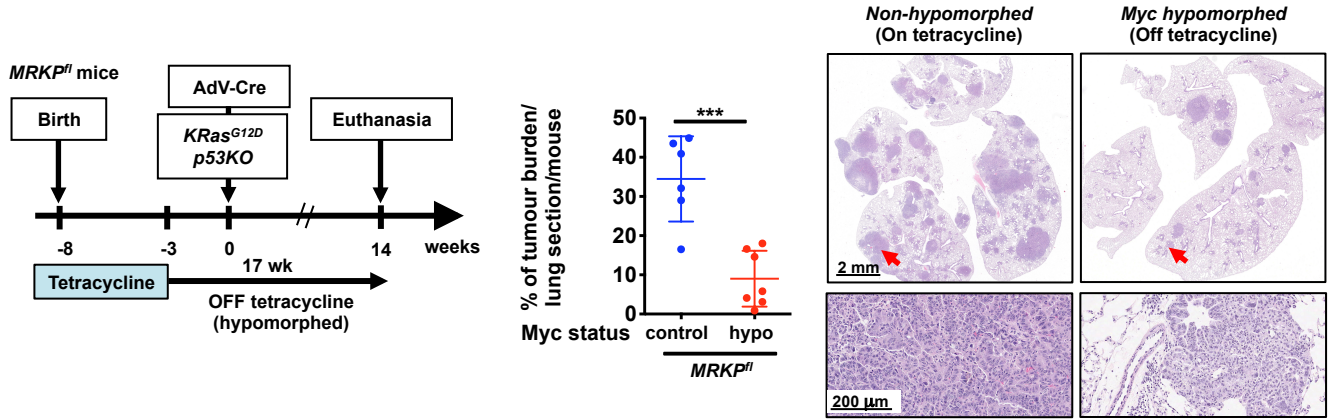 MRKPfl mice
Birth
AdV-Cre
KRasG12D
p53KO
Euthanasia
-8
-3
0
14
weeks
Tetracycline
17 wk
OFF tetracycline
(hypomorphed)
% of tumour burden/
lung section/mouse
50
40
30
20
10
0
***
Myc status
control
hypo
MRKPfl
Non-hypomorphed
(On tetracycline)
Myc hypomorphed
(Off tetracycline)
2 mm
200 μm